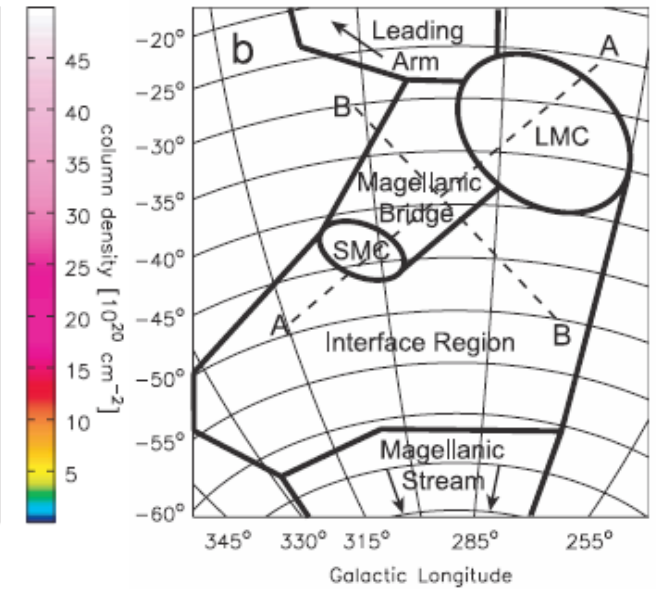 45
40
35
30
25
20
15
10
5
column density [10²⁰ cm⁻²]
b
-20°
-25°
-30°
-35°
-40°
-45°
-50°
-55°
-60°
Leading
Arm
A
B
LMC
Magellanic
Bridge
SMC
A
B
Interface Region
Magellanic
Stream
345° 330° 315° 285° 255°
Galactic Longitude